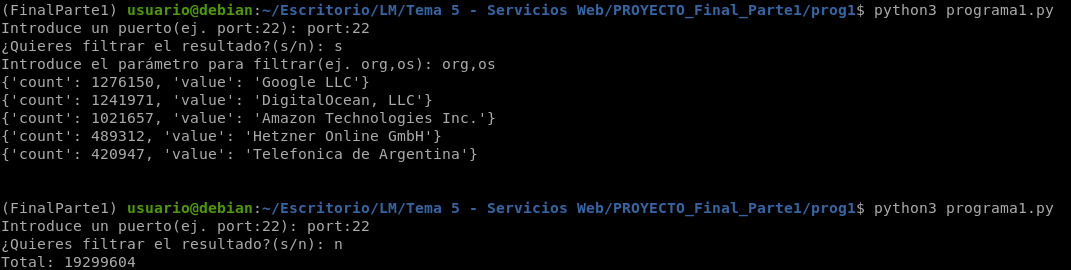 (FinalParte1) usuario@debian:~/Escritorio/LM/Tema 5 - Servicios Web/PROYECTO_Final_Parte1/prog1$ python3 programa1.py
Introduce un puerto(ej. port:22): port:22
¿Quieres filtrar el resultado?(s/n): s
Introduce el parámetro para filtrar(ej. org,os): org,os
{'count': 1276150, 'value': 'Google LLC'}
{'count': 1241971, 'value': 'DigitalOcean, LLC'}
{'count': 1021657, 'value': 'Amazon Technologies Inc.'}
{'count': 489312, 'value': 'Hetzner Online GmbH'}
{'count': 420947, 'value': 'Telefonica de Argentina'}
(FinalParte1) usuario@debian:~/Escritorio/LM/Tema 5 - Servicios Web/PROYECTO_Final_Parte1/prog1$ python3 programa1.py
Introduce un puerto(ej. port:22): port:22
¿Quieres filtrar el resultado?(s/n): n
Total: 19299604